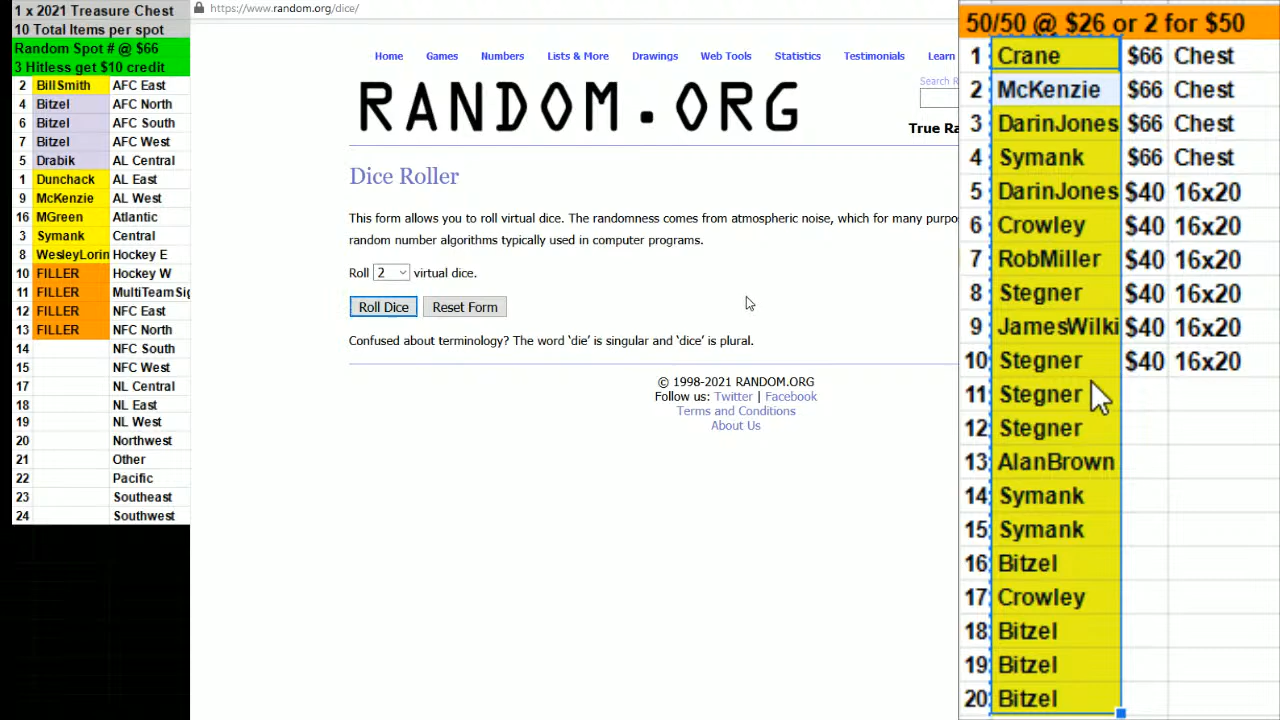 1 x 2021 Treasure Chest
10 Total Items per spot
Random Spot # @ $66
3 Hitless get $10 credit
2 BillSmith AFC East
4 Bitzel AFC North
6 Bitzel AFC South
7 Bitzel AFC West
5 Drabik AL Central
1 Dunchack AL East
9 McKenzie AL West
16 MGreen Atlantic
3 Symank Central
8 WesleyLorin Hockey E
10 FILLER Hockey W
11 FILLER MultiTeamSig
12 FILLER NFC East
13 FILLER NFC North
14 NFC South
15 NFC West
17 NL Central
18 NL East
19 NL West
20 Northwest
21 Other
22 Pacific
23 Southeast
24 Southwest
https://www.random.org/dice/
Home Games Numbers Lists & More Drawings Web Tools Statistics Testimonials Learn
Search R
RANDOM.ORG
True Ra
Dice Roller
This form allows you to roll virtual dice. The randomness comes from atmospheric noise, which for many purpo
random number algorithms typically used in computer programs.
Roll 2 virtual dice.
Roll Dice Reset Form
Confused about terminology? The word ‘die’ is singular and ‘dice’ is plural.
© 1998-2021 RANDOM.ORG
Follow us: Twitter | Facebook
Terms and Conditions
About Us
50/50 @ $26 or 2 for $50
1 Crane $66 Chest
2 McKenzie $66 Chest
3 DarinJones $66 Chest
4 Symank $66 Chest
5 DarinJones $40 16x20
6 Crowley $40 16x20
7 RobMiller $40 16x20
8 Stegner $40 16x20
9 JamesWilki $40 16x20
10 Stegner $40 16x20
11 Stegner
12 Stegner
13 AlanBrown
14 Symank
15 Symank
16 Bitzel
17 Crowley
18 Bitzel
19 Bitzel
20 Bitzel